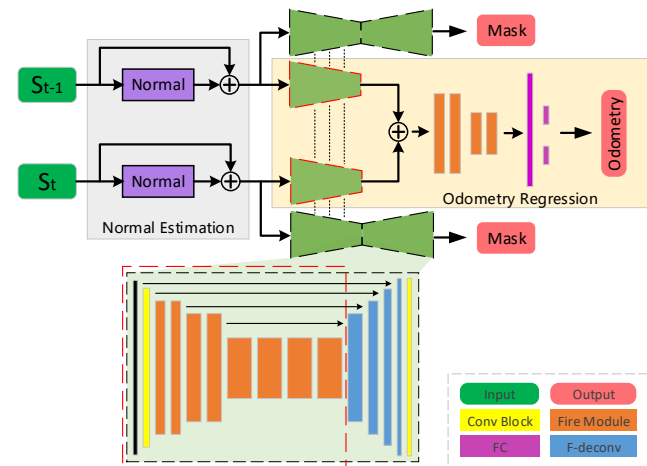 Mask
St-1
Normal
Odometry
St
Normal
Odometry Regression
Normal Estimation
Mask
Input
Output
Conv Block
Fire Module
FC
F-deconv